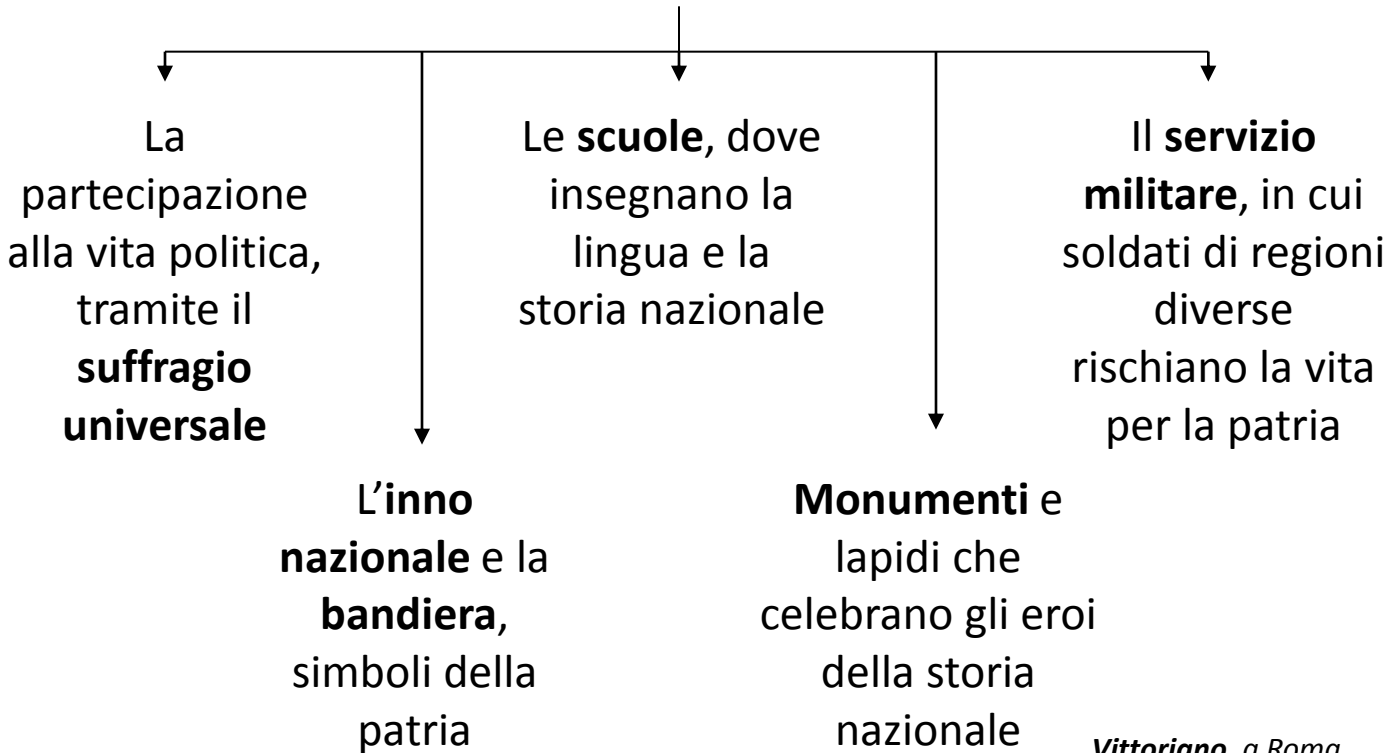 La
partecipazione
alla vita politica,
tramite il
suffragio
universale
L’inno
nazionale e la
bandiera,
simboli della
patria
Le scuole, dove
insegnano la
lingua e la
storia nazionale
Monumenti e
lapidi che
celebrano gli eroi
della storia
nazionale
Il servizio
militare, in cui
soldati di regioni
diverse
rischiano la vita
per la patria
Vittoriano, a Roma